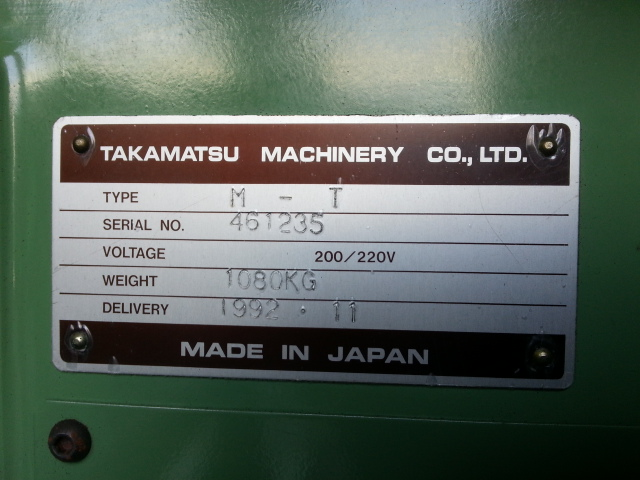 TAKAMATSU MACHINERY CO., LTD.
TYPE M - T
SERIAL NO. 461235
VOLTAGE 200/220V
WEIGHT 1080KG
DELIVERY 1992 · 11
MADE IN JAPAN